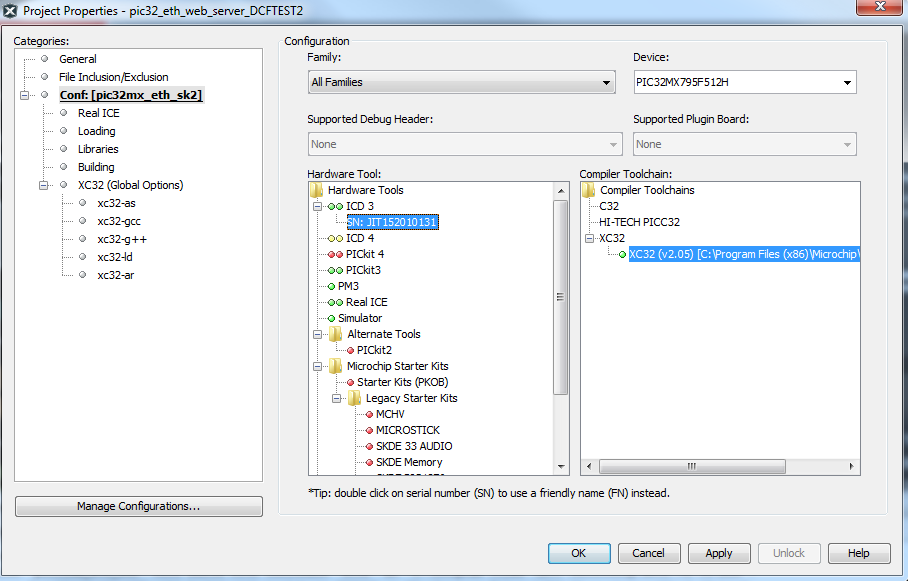 Project Properties - pic32_eth_web_server_DCFTEST2
Categories:
General
File Inclusion/Exclusion
Conf: [pic32mx_eth_sk2]
Real ICE
Loading
Libraries
Building
XC32 (Global Options)
xc32-as
xc32-gcc
xc32-g++
xc32-ld
xc32-ar
Manage Configurations...
Configuration
Family:
All Families
Device:
PIC32MX795F512H
Supported Debug Header:
None
Supported Plugin Board:
None
Hardware Tool:
Hardware Tools
ICD 3
SN: JIT152010131
ICD 4
PICkit 4
PICkit3
PM3
Real ICE
Simulator
Alternate Tools
PICkit2
Microchip Starter Kits
Starter Kits (PKOB)
Legacy Starter Kits
MCHV
MICROSTICK
SKDE 33 AUDIO
SKDE Memory
Compiler Toolchain:
Compiler Toolchains
C32
HI-TECH PICC32
XC32
XC32 (v2.05) [C:\Program Files (x86)\Microchip\
*Tip: double click on serial number (SN) to use a friendly name (FN) instead.
OK
Cancel
Apply
Unlock
Help